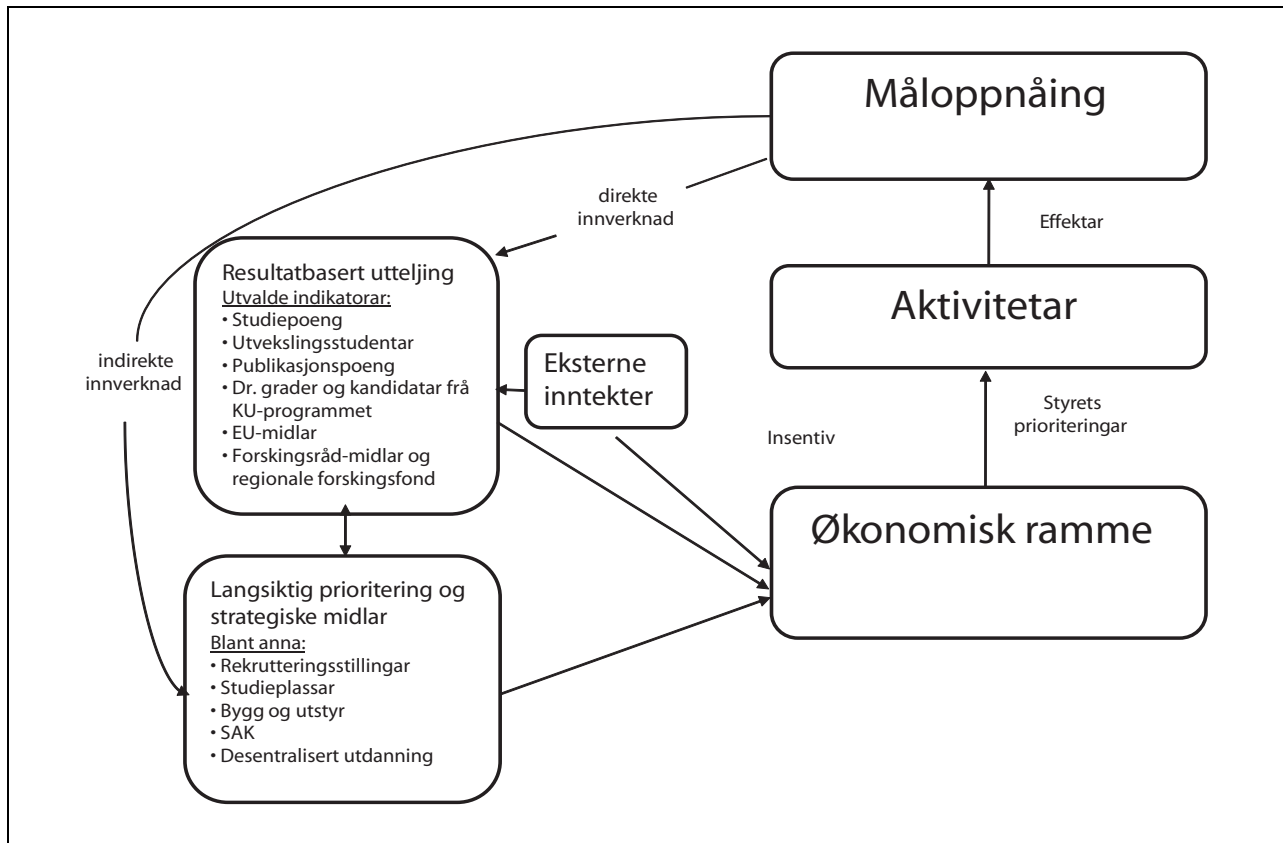 Måloppnåing
direkte
innverknad
Effektar
Resultatbasert utteljing
Utvalde indikatorar:
• Studiepoeng
• Utvekslingsstudentar
• Publikasjonspoeng
• Dr. grader og kandidatar frå
KU-programmet
• EU-midlar
• Forskingsråd-midlar og
regionale forskingsfond
Aktivitetar
indirekte
innverknad
Eksterne
inntekter
Styrets
prioriteringar
Insentiv
Økonomisk ramme
Langsiktig prioritering og
strategiske midlar
Blant anna:
• Rekrutteringsstillingar
• Studieplassar
• Bygg og utstyr
• SAK
• Desentralisert utdanning